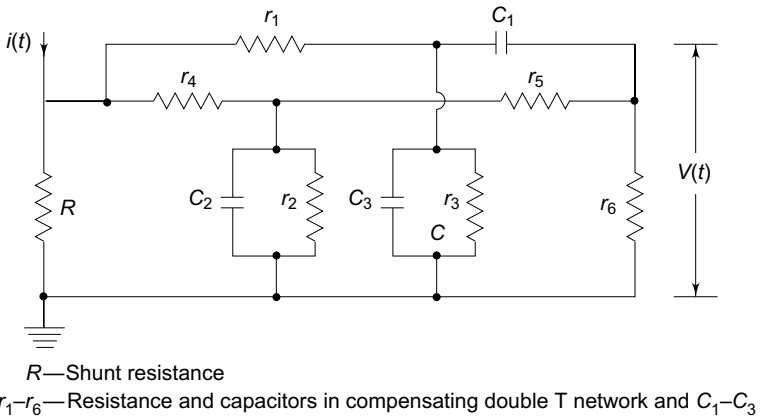 r1
C1
i(t)
r4
r5
R
C2
r2
C3
r3
C
r6
V(t)
R—Shunt resistance
r1–r6—Resistance and capacitors in compensating double T network and C1–C3